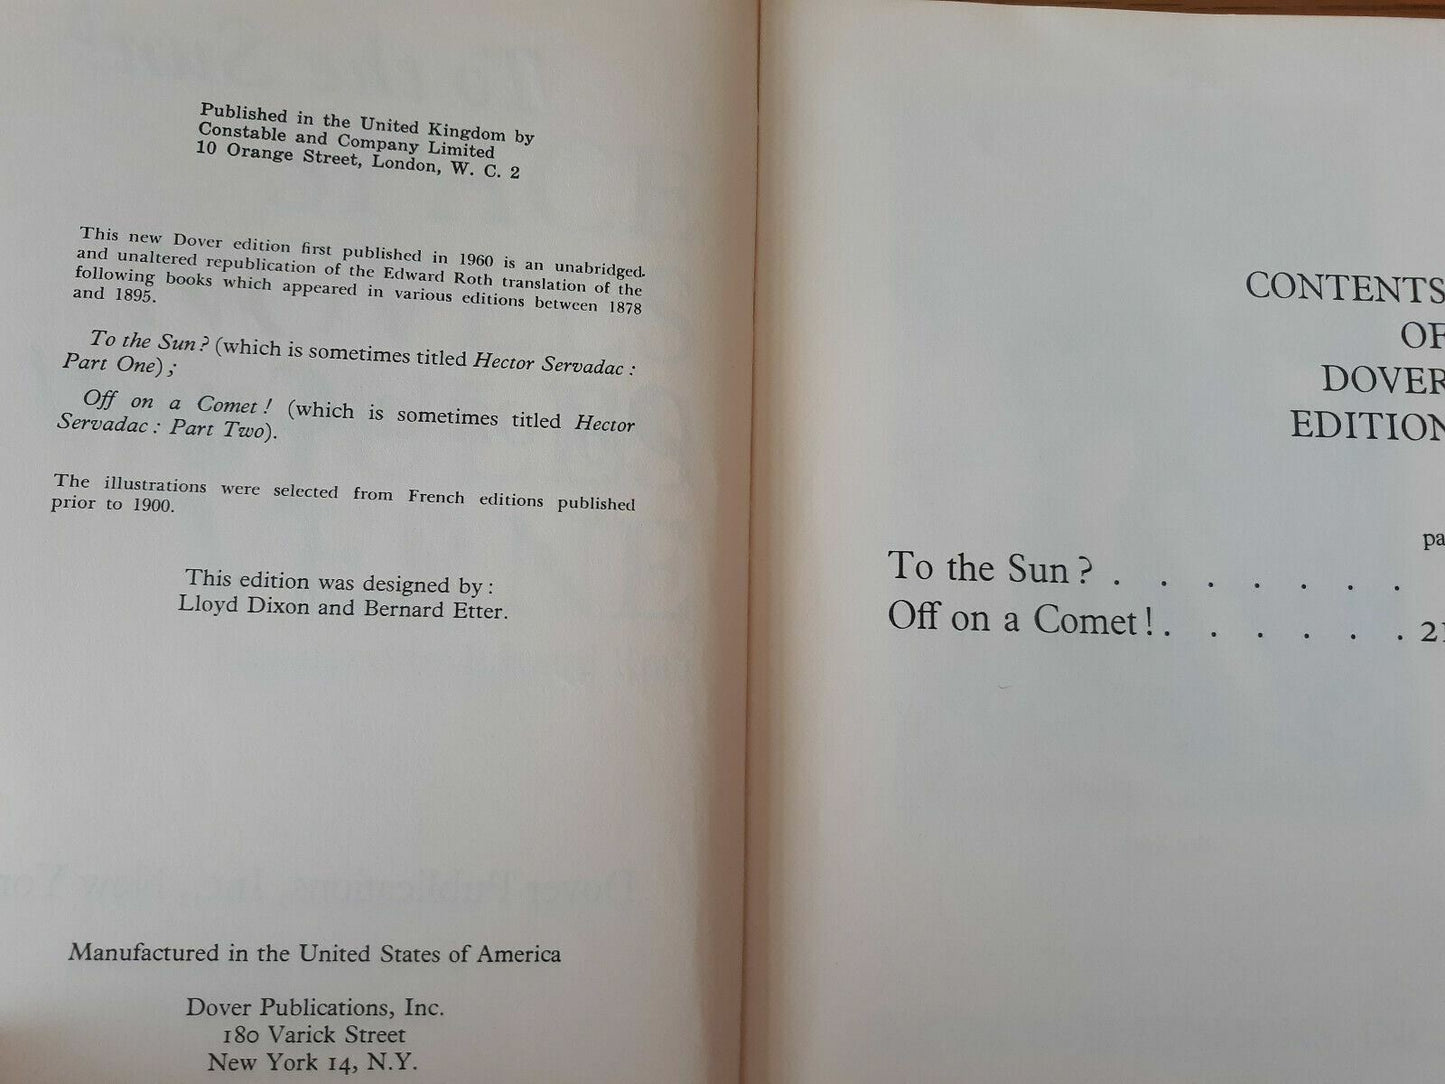 Published in the United Kingdom by
Constable and Company Limited
10 Orange Street, London, W. C. 2
This new Dover edition first published in 1960 is an unabridged
and unaltered republication of the Edward Roth translation of the
following books which appeared in various editions between 1878
and 1895.
To the Sun? (which is sometimes titled Hector Servadac:
Part One);
Off on a Comet! (which is sometimes titled Hector
Servadac: Part Two).
The illustrations were selected from French editions published
prior to 1900.
This edition was designed by:
Lloyd Dixon and Bernard Etter.
Manufactured in the United States of America
Dover Publications, Inc.
180 Varick Street
New York 14, N.Y.
CONTENTS
OF
DOVER
EDITION
pa
To the Sun? . . . . . . .
Off on a Comet! . . . . . . 21